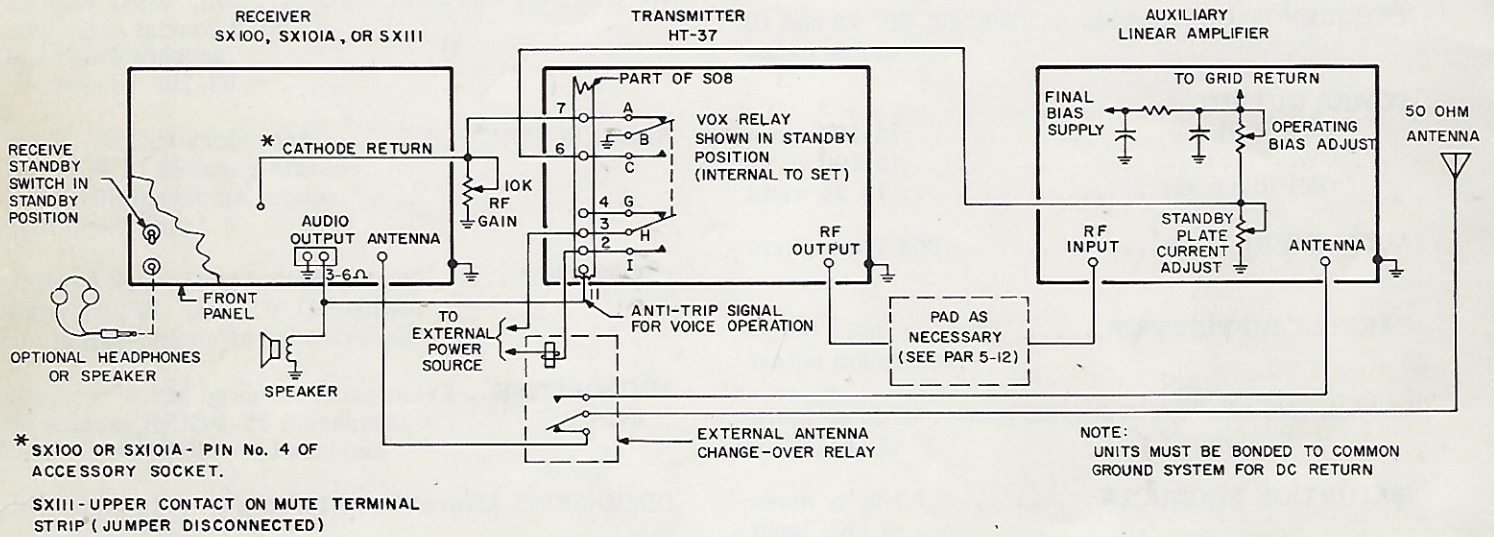 RECEIVER
SX100, SX101A, OR SX111
TRANSMITTER
HT-37
AUXILIARY
LINEAR AMPLIFIER
RECEIVE
STANDBY
SWITCH IN
STANDBY
POSITION
* CATHODE RETURN
10K
RF
GAIN
AUDIO
OUTPUT
ANTENNA
3-6Ω
FRONT
PANEL
OPTIONAL HEADPHONES
OR SPEAKER
SPEAKER
PART OF SO8
7
A
B
6
C
4
G
3
H
2
I
11
VOX RELAY
SHOWN IN STANDBY
POSITION
(INTERNAL TO SET)
RF
OUTPUT
ANTI-TRIP SIGNAL
FOR VOICE OPERATION
TO
EXTERNAL
POWER
SOURCE
EXTERNAL ANTENNA
CHANGE-OVER RELAY
PAD AS
NECESSARY
(SEE PAR 5-12)
TO GRID RETURN
FINAL
BIAS
SUPPLY
OPERATING
BIAS ADJUST
STANDBY
PLATE
CURRENT
ADJUST
RF
INPUT
ANTENNA
50 OHM
ANTENNA
*SX100 OR SX101A- PIN No. 4 OF
ACCESSORY SOCKET.
SX111-UPPER CONTACT ON MUTE TERMINAL
STRIP (JUMPER DISCONNECTED)
NOTE:
UNITS MUST BE BONDED TO COMMON
GROUND SYSTEM FOR DC RETURN